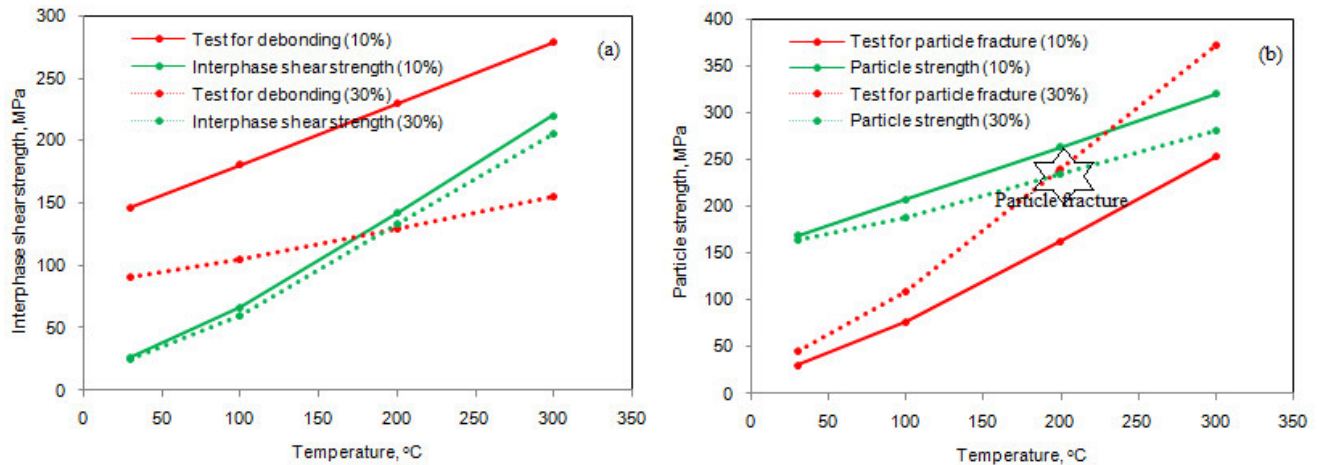 300
250
200
150
100
50
0
Interphase shear strength, MPa
Test for debonding (10%)
Interphase shear strength (10%)
Test for debonding (30%)
Interphase shear strength (30%)
(a)
0 50 100 150 200 250 300 350
Temperature, °C
400
350
300
250
200
150
100
50
0
Particle strength, MPa
Test for particle fracture (10%)
Particle strength (10%)
Test for particle fracture (30%)
Particle strength (30%)
(b)
Particle fracture
0 50 100 150 200 250 300 350
Temperature, °C